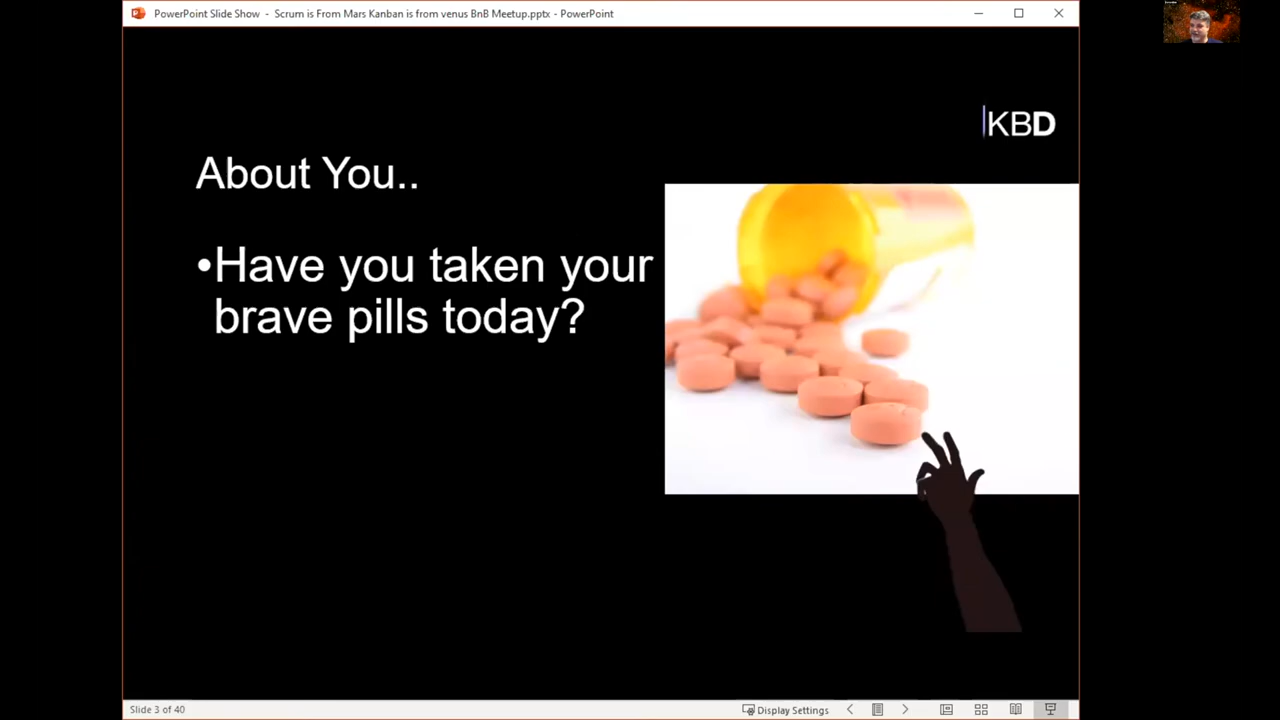 PowerPoint Slide Show - Scrum is From Mars Kanban is from venus BnB Meetup.pptx - PowerPoint
KBD
About You..
•Have you taken your
brave pills today?
Slide 3 of 40
Display Settings